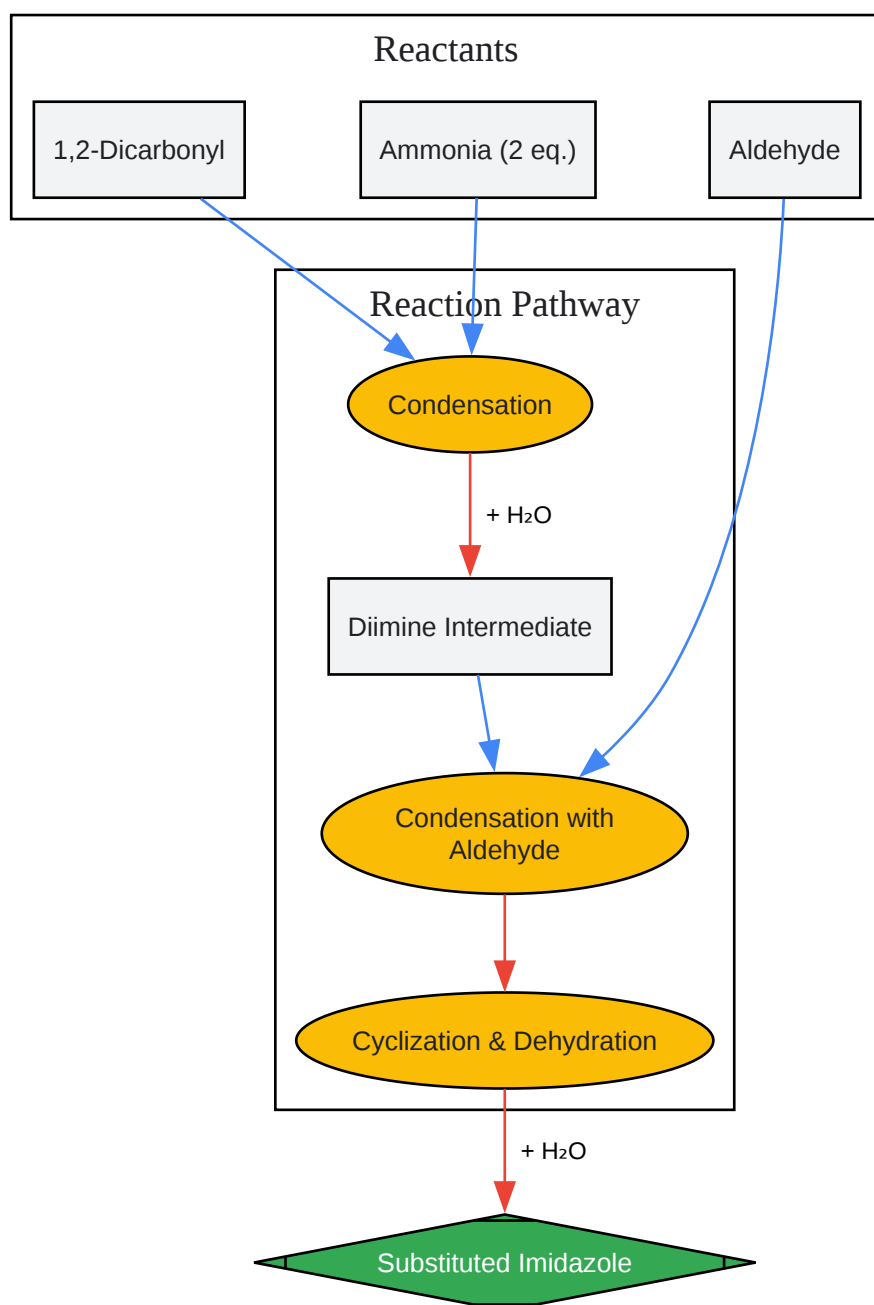 Reactants
1,2-Dicarbonyl
Ammonia (2 eq.)
Aldehyde
Reaction Pathway
Condensation
+ H₂O
Diimine Intermediate
Condensation with
Aldehyde
Cyclization & Dehydration
+ H₂O
Substituted Imidazole